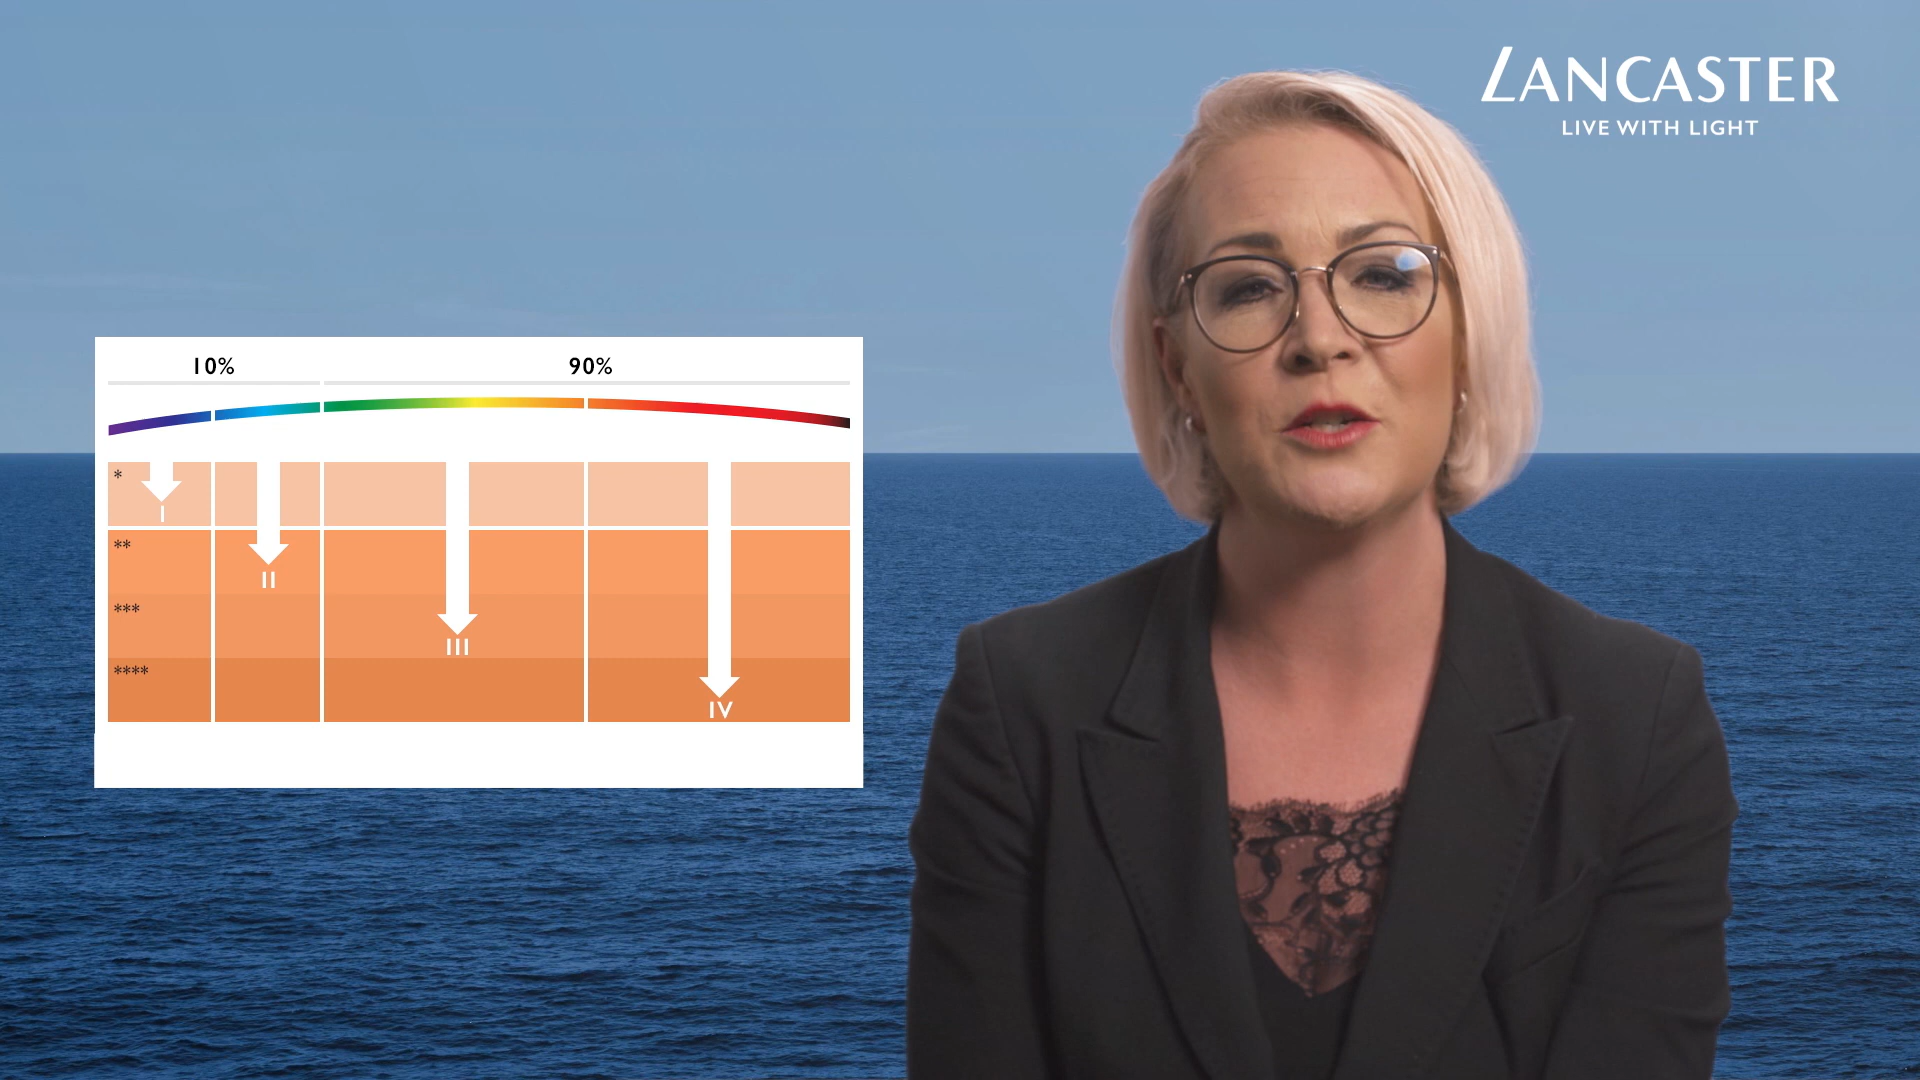 LANCASTER
LIVE WITH LIGHT
10% 90%
*
I
**
II
***
III
****
IV